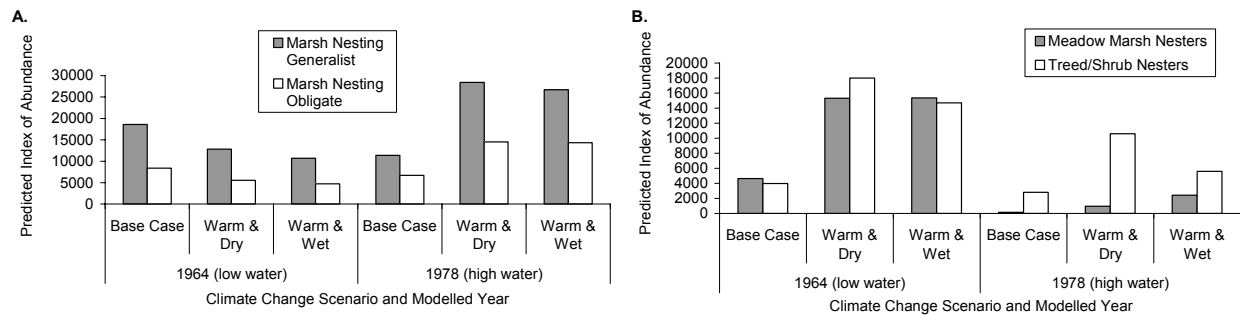 A.
Predicted Index of Abundance
30000
25000
20000
15000
10000
5000
0
Marsh Nesting
Generalist
Marsh Nesting
Obligate
Base Case
Warm &
Dry
Warm &
Wet
Base Case
Warm &
Dry
Warm &
Wet
1964 (low water)
1978 (high water)
Climate Change Scenario and Modelled Year
B.
Predicted Index of Abundance
20000
18000
16000
14000
12000
10000
8000
6000
4000
2000
0
Meadow Marsh Nesters
Treed/Shrub Nesters
Base Case
Warm &
Dry
Warm &
Wet
Base Case
Warm &
Dry
Warm &
Wet
1964 (low water)
1978 (high water)
Climate Change Scenario and Modelled Year